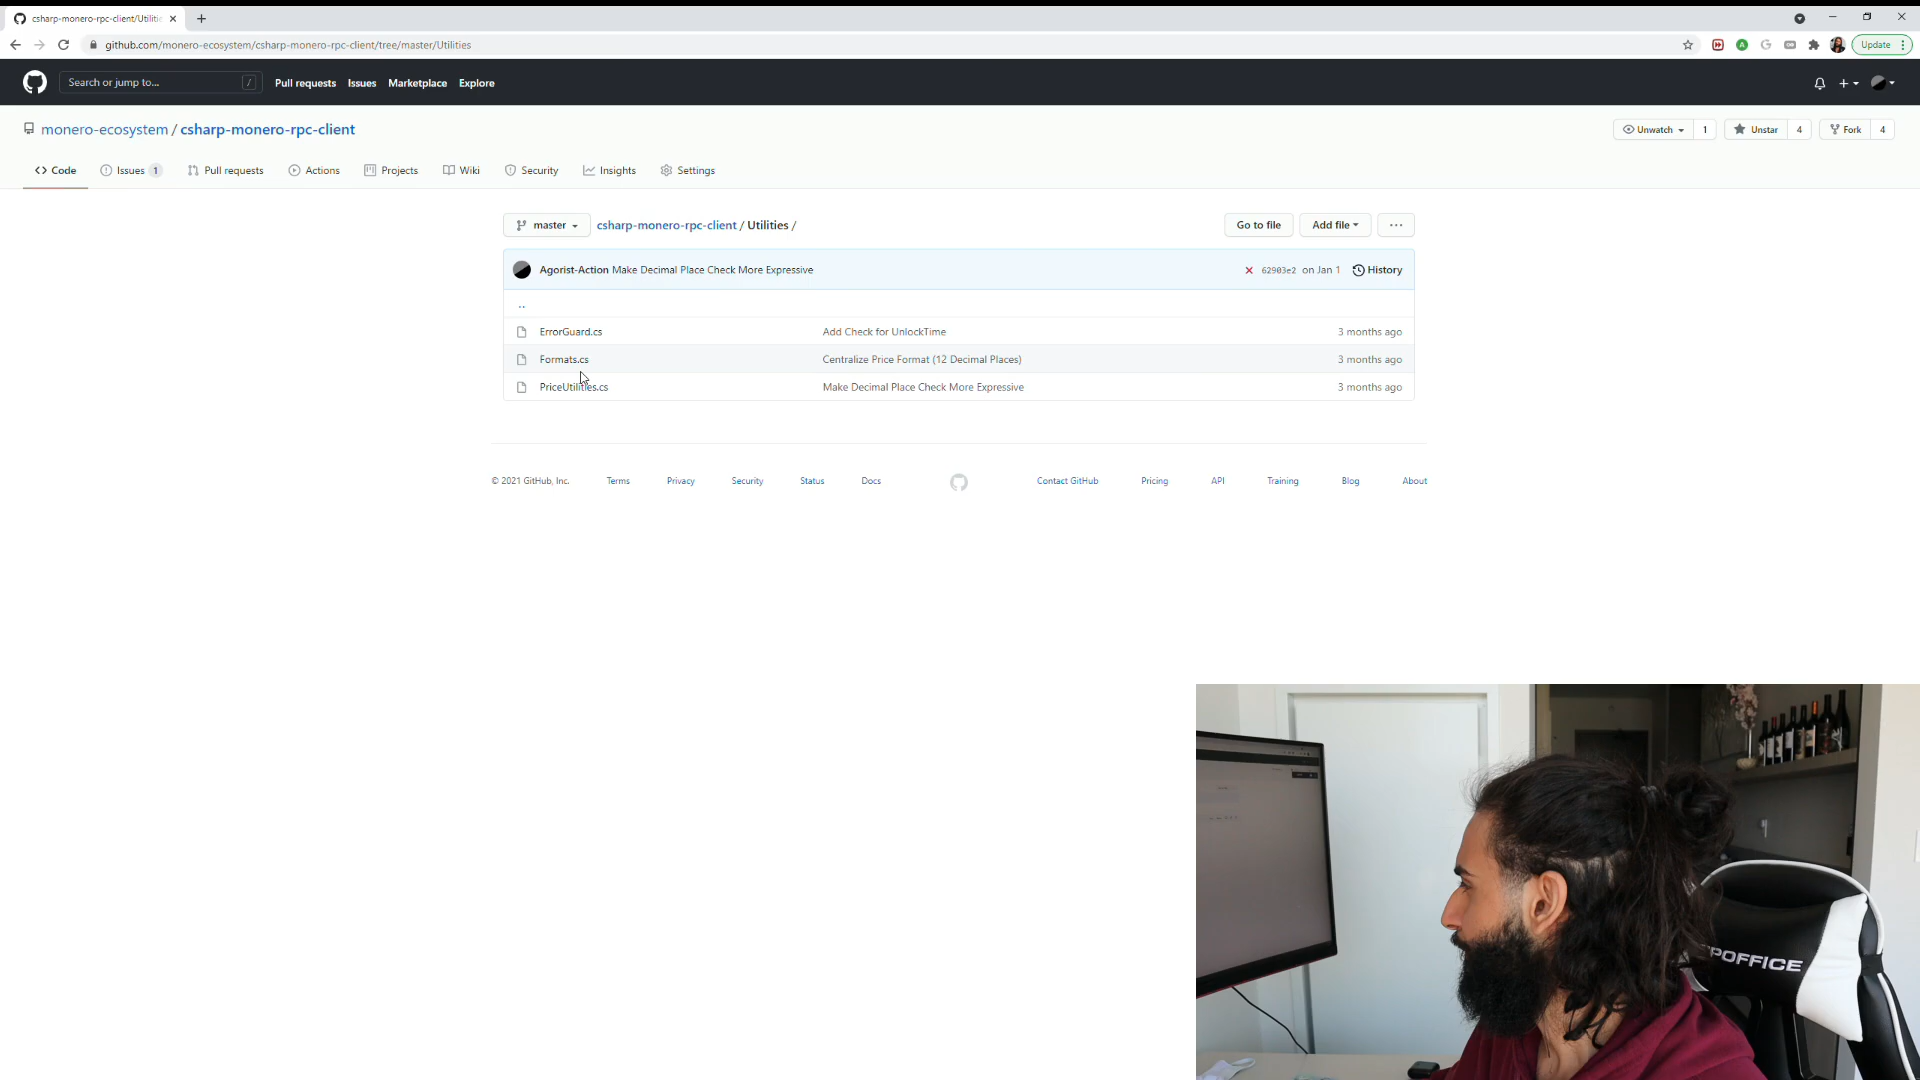 csharp-monero-rpc-client/Utilitie
github.com/monero-ecosystem/csharp-monero-rpc-client/tree/master/Utilities
Update
Search or jump to...
/
Pull requests
Issues
Marketplace
Explore
monero-ecosystem / csharp-monero-rpc-client
Unwatch
1
Unstar
4
Fork
4
Code
Issues
1
Pull requests
Actions
Projects
Wiki
Security
Insights
Settings
master
csharp-monero-rpc-client / Utilities /
Go to file
Add file
Agorist-Action Make Decimal Place Check More Expressive
62903e2 on Jan 1
History
..
ErrorGuard.cs
Add Check for UnlockTime
3 months ago
Formats.cs
Centralize Price Format (12 Decimal Places)
3 months ago
PriceUtilities.cs
Make Decimal Place Check More Expressive
3 months ago
© 2021 GitHub, Inc.
Terms
Privacy
Security
Status
Docs
Contact GitHub
Pricing
API
Training
Blog
About
POFFICE